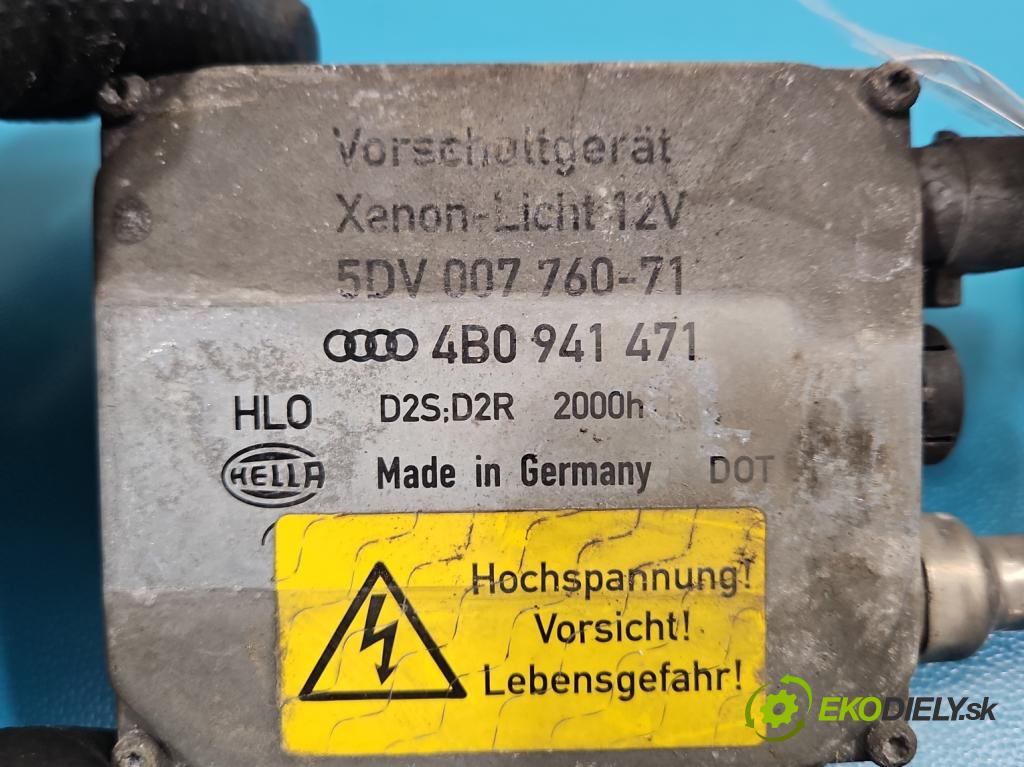 Vorschaltgerät
Xenon-Licht 12V
5DV 007 760-71
4B0 941 471
HLO D2S;D2R 2000h
HELLA Made in Germany DOT
Hochspannung!
Vorsicht!
Lebensgefahr!
EKODIELY.sk